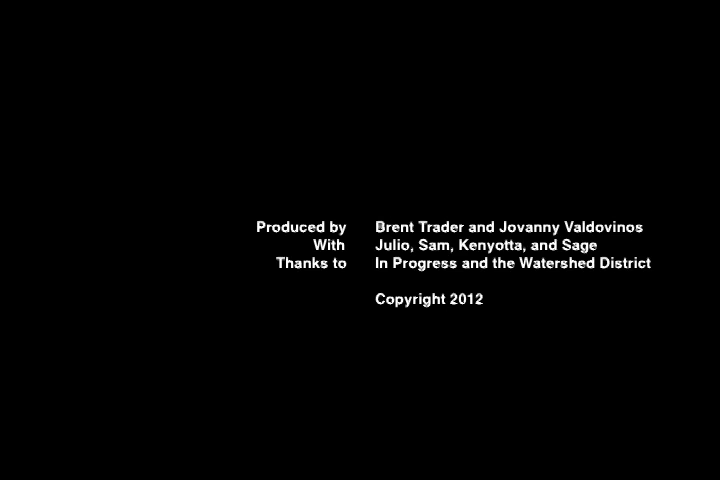 Produced by Brent Trader and Jovanny Valdovinos
With Julio, Sam, Kenyotta, and Sage
Thanks to In Progress and the Watershed District
Copyright 2012